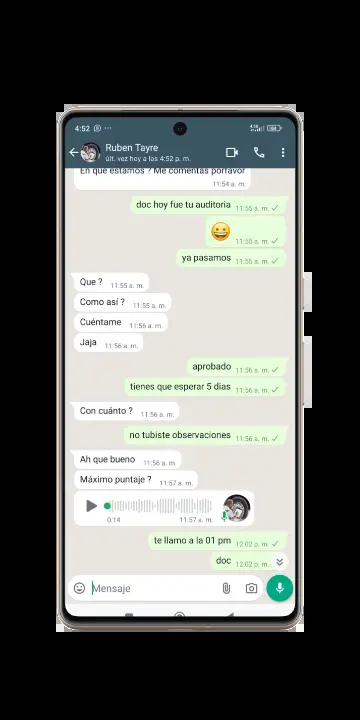 4:52
Ruben Tayre
últ. vez hoy a las 4:52 p. m.
En que estamos ? Me comentas porfavor
11:54 a. m.
doc hoy fue tu auditoria 11:55 a. m.
11:55 a. m.
ya pasamos 11:55 a. m.
Que ? 11:55 a. m.
Como así ? 11:55 a. m.
Cuéntame 11:56 a. m.
Jaja 11:56 a. m.
aprobado 11:56 a. m.
tienes que esperar 5 dias 11:56 a. m.
Con cuánto ? 11:56 a. m.
no tubiste observaciones 11:56 a. m.
Ah que bueno 11:56 a. m
Máximo puntaje ? 11:57 a. m.
0:14 11:57 a. m.
te llamo a la 01 pm 12:02 p. m.
doc 12:02 p. m.
Mensaje